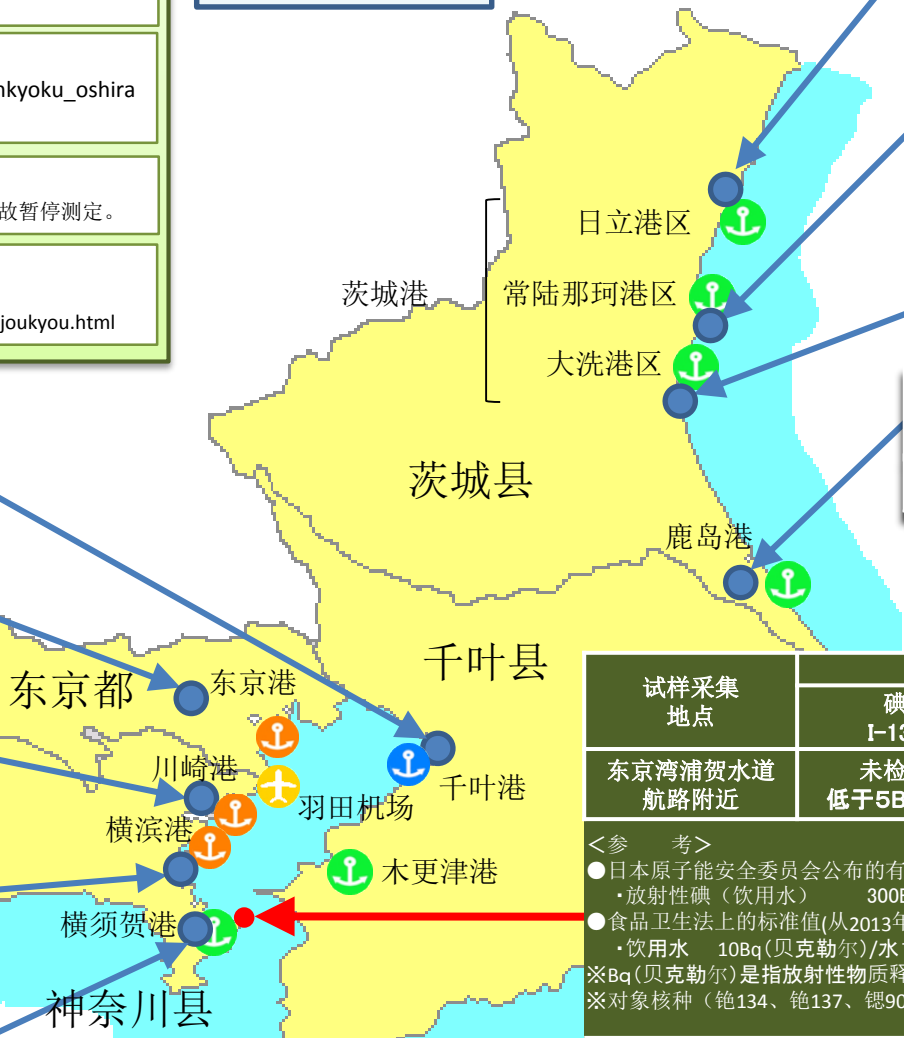 nkyoku_oshira
故暂停测定。
joukyou.html
日立港区
茨城港
常陆那珂港区
大洗港区
茨城县
鹿岛港
千叶县
东京都
东京港
川崎港
羽田机场
千叶港
横滨港
木更津港
横须贺港
神奈川县
试样采集
地点
碘
I-13
东京湾浦贺水道
航路附近
未检
低于5B
＜参　　考＞
●日本原子能安全委员会公布的有
・放射性碘（饮用水）　　300B
●食品卫生法上的标准值(从2013年
・饮用水　10Bq(贝克勒尔)/水
※Bq(贝克勒尔)是指放射性物质释
※对象核种（铯134、铯137、锶90